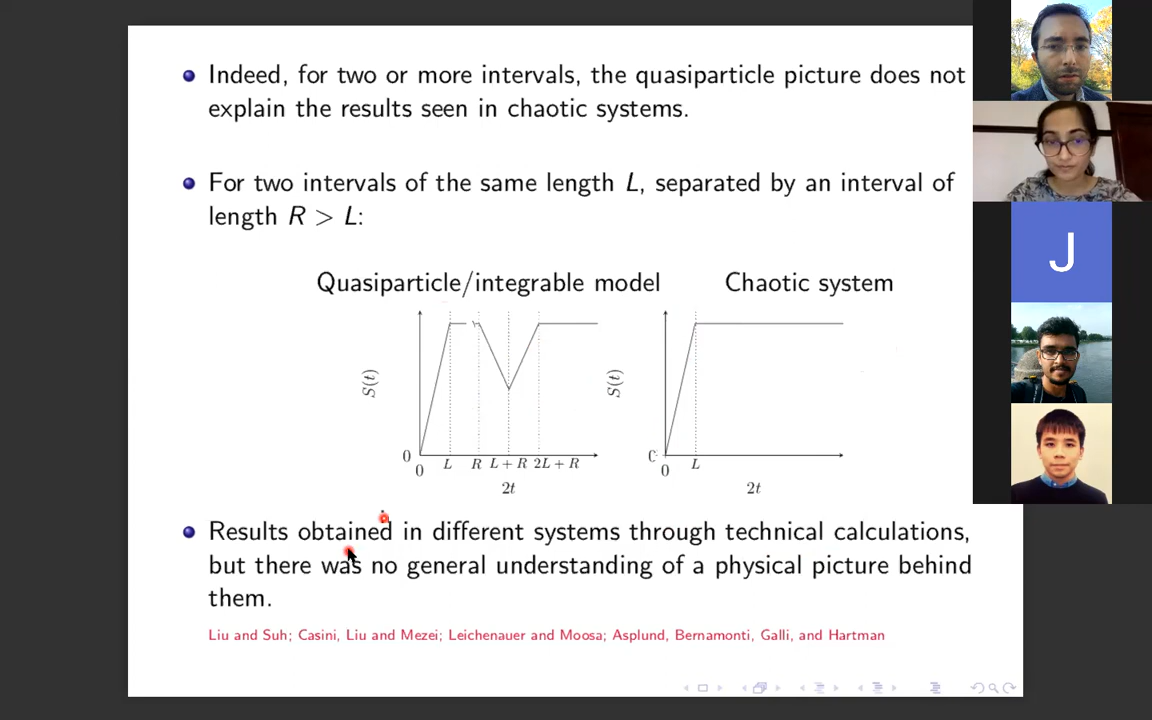 Indeed, for two or more intervals, the quasiparticle picture does not
explain the results seen in chaotic systems.
For two intervals of the same length L, separated by an interval of
length R > L:
Quasiparticle/integrable model
Chaotic system
S(t)
0
0
L
R
L + R
2L + R
2t
S(t)
0
L
2t
Results obtained in different systems through technical calculations,
but there was no general understanding of a physical picture behind
them.
Liu and Suh; Casini, Liu and Mezei; Leichenauer and Moosa; Asplund, Bernamonti, Galli, and Hartman
J